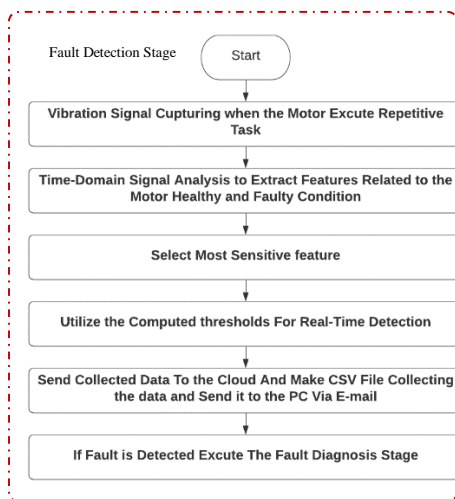 Fault Detection Stage
Start
Vibration Signal Cupturing when the Motor Excute Repetitive
Task
Time-Domain Signal Analysis to Extract Features Related to the
Motor Healthy and Faulty Condition
Select Most Sensitive feature
Utilize the Computed thresholds For Real-Time Detection
Send Collected Data To the Cloud And Make CSV File Collecting
the data and Send it to the PC Via E-mail
If Fault is Detected Excute The Fault Diagnosis Stage